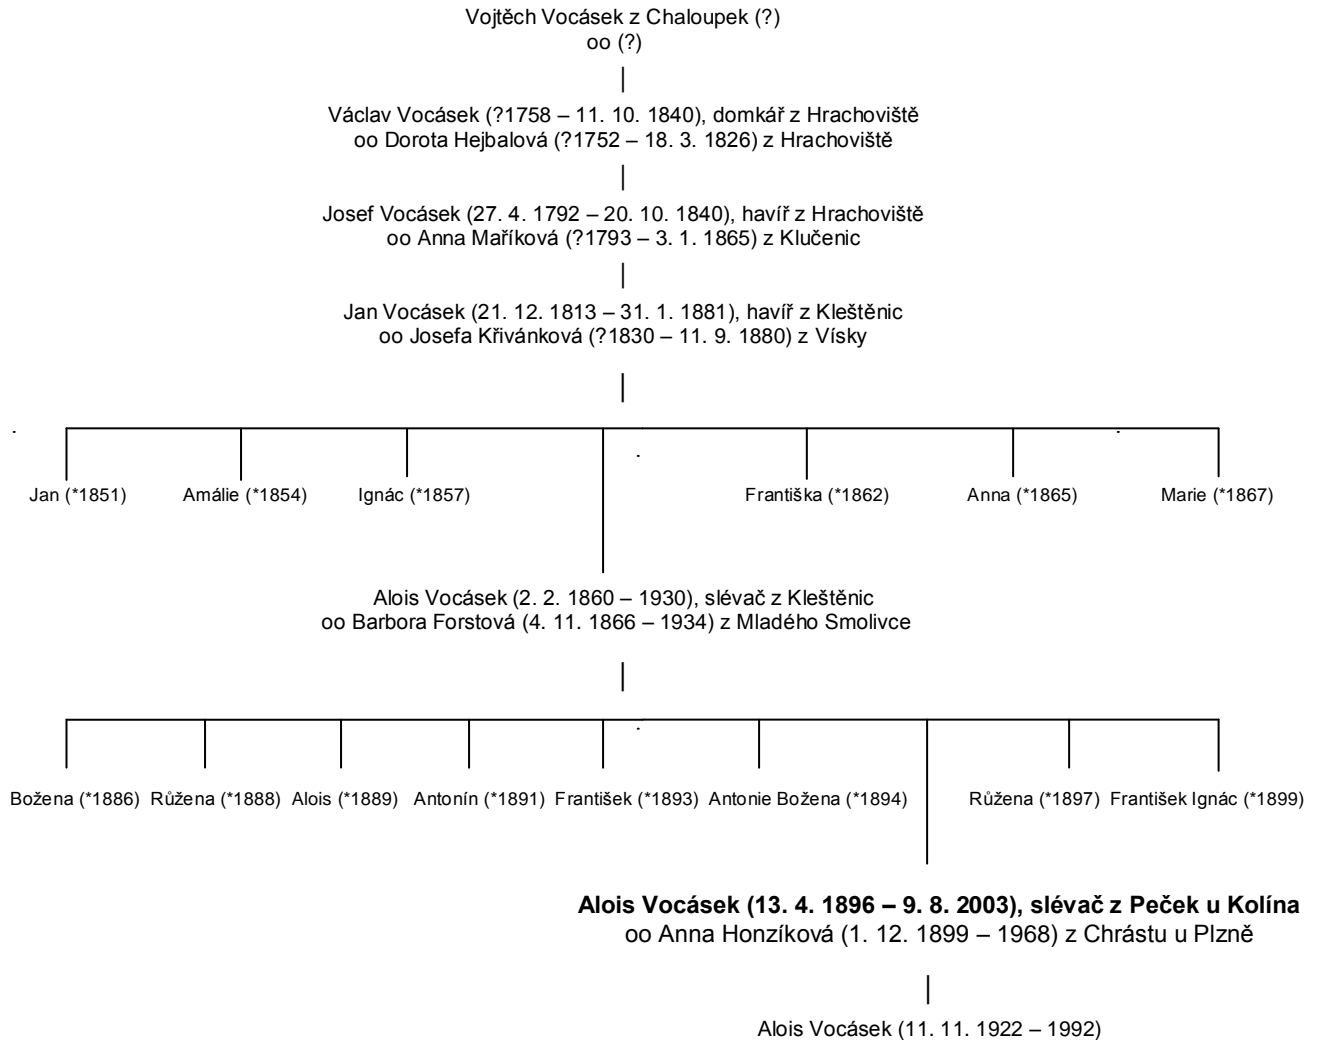 Vojtěch Vocásek z Chaloupek (?)
oo (?)
Václav Vocásek (?1758 – 11. 10. 1840), domkář z Hrachoviště
oo Dorota Hejbalová (?1752 – 18. 3. 1826) z Hrachoviště
Josef Vocásek (27. 4. 1792 – 20. 10. 1840), havíř z Hrachoviště
oo Anna Maříková (?1793 – 3. 1. 1865) z Klučenic
Jan Vocásek (21. 12. 1813 – 31. 1. 1881), havíř z Kleštěnic
oo Josefa Křivánková (?1830 – 11. 9. 1880) z Vísky
Jan (*1851) Amálie (*1854) Ignác (*1857) Františka (*1862) Anna (*1865) Marie (*1867)
Alois Vocásek (2. 2. 1860 – 1930), slévač z Kleštěnic
oo Barbora Forstová (4. 11. 1866 – 1934) z Mladého Smolivce
Božena (*1886) Růžena (*1888) Alois (*1889) Antonín (*1891) František (*1893) Antonie Božena (*1894) Růžena (*1897) František Ignác (*1899)
Alois Vocásek (13. 4. 1896 – 9. 8. 2003), slévač z Peček u Kolína
oo Anna Honzíková (1. 12. 1899 – 1968) z Chrástu u Plzně
Alois Vocásek (11. 11. 1922 – 1992)